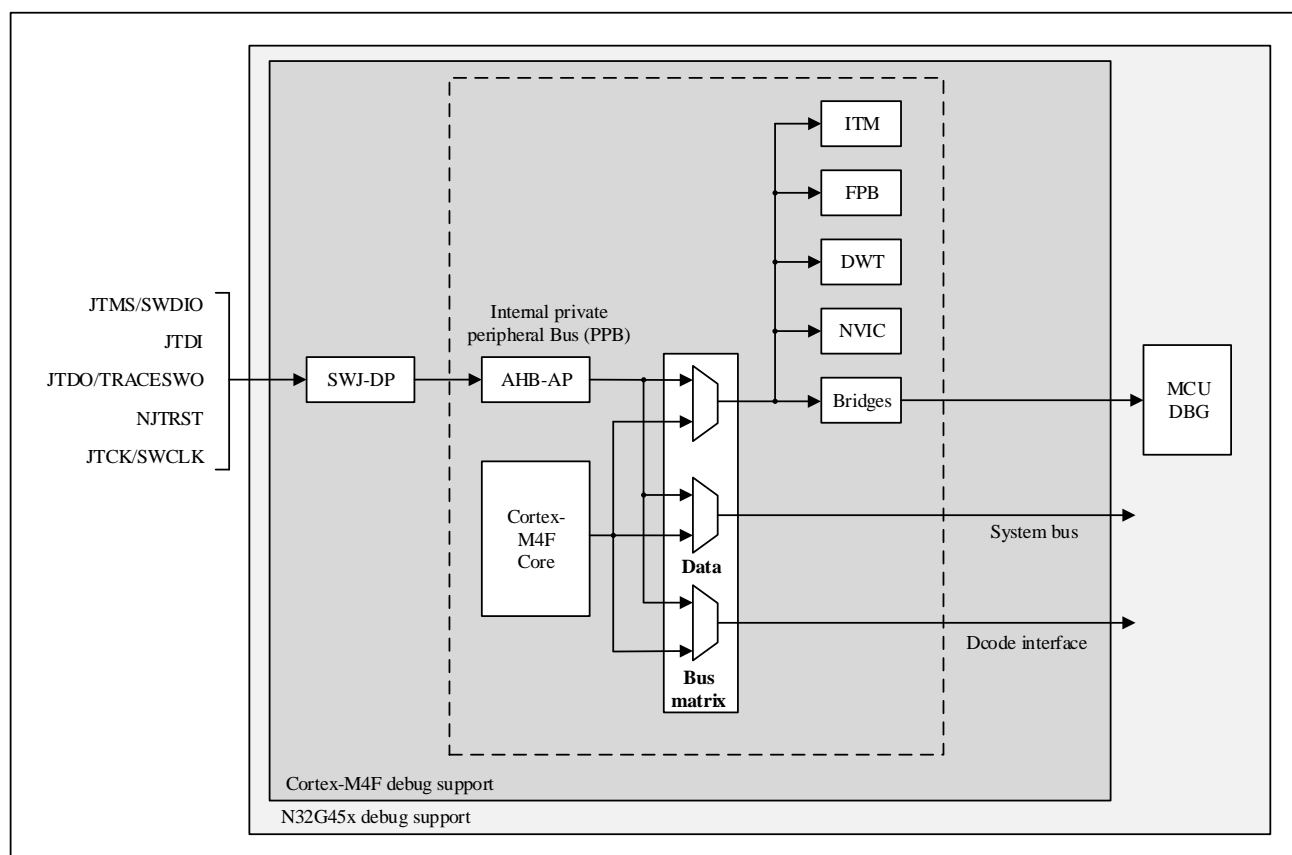 ITM
FPB
DWT
NVIC
Bridges
JTMS/SWDIO
JTDI
JTDO/TRACESWO
NJTRST
JTCK/SWCLK
SWJ-DP
Internal private
peripheral Bus (PPB)
AHB-AP
Cortex-
M4F
Core
Data
Bus
matrix
MCU
DBG
System bus
Dcode interface
Cortex-M4F debug support
N32G45x debug support